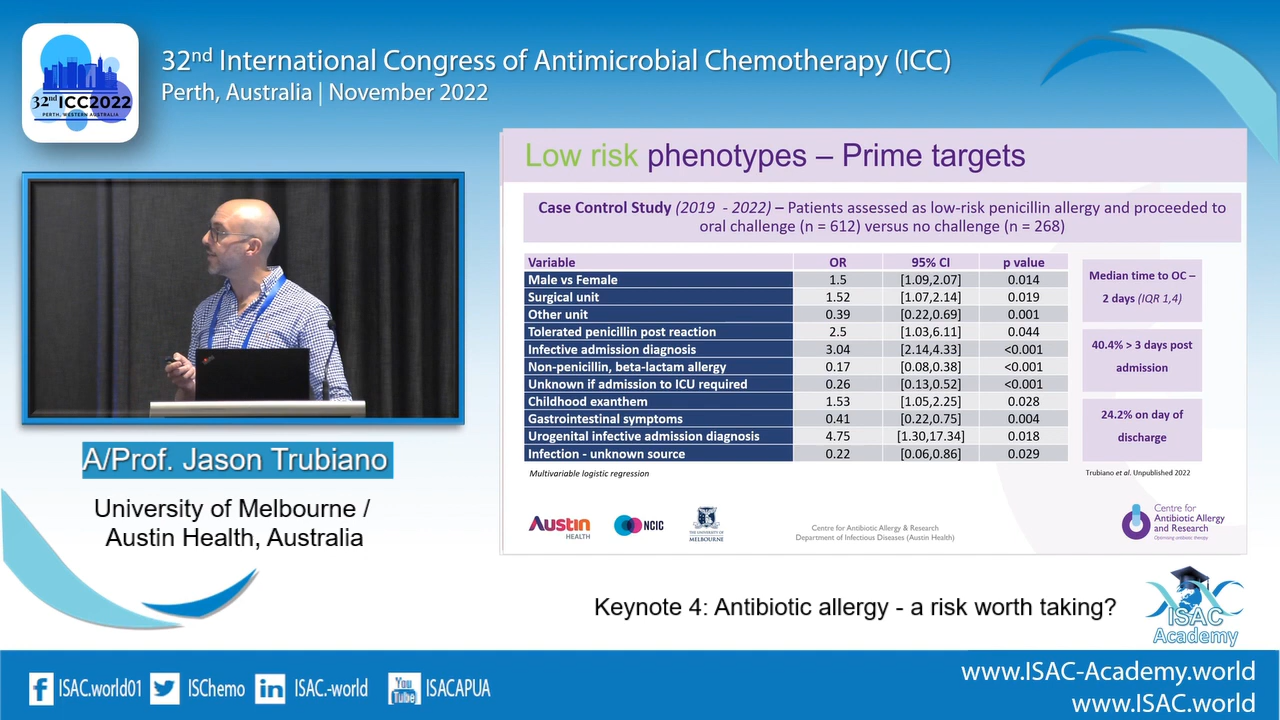 32nd International Congress of Antimicrobial Chemotherapy (ICC)
Perth, Australia | November 2022
32nd ICC2022
PERTH, WESTERN AUSTRALIA
Low risk phenotypes – Prime targets
Case Control Study (2019 - 2022) – Patients assessed as low-risk penicillin allergy and proceeded to
oral challenge (n = 612) versus no challenge (n = 268)
Variable OR 95% CI p value
Male vs Female 1.5 [1.09,2.07] 0.014
Surgical unit 1.52 [1.07,2.14] 0.019
Other unit 0.39 [0.22,0.69] 0.001
Tolerated penicillin post reaction 2.5 [1.03,6.11] 0.044
Infective admission diagnosis 3.04 [2.14,4.33] <0.001
Non-penicillin, beta-lactam allergy 0.17 [0.08,0.38] <0.001
Unknown if admission to ICU required 0.26 [0.13,0.52] <0.001
Childhood exanthem 1.53 [1.05,2.25] 0.028
Gastrointestinal symptoms 0.41 [0.22,0.75] 0.004
Urogenital infective admission diagnosis 4.75 [1.30,17.34] 0.018
Infection - unknown source 0.22 [0.06,0.86] 0.029
Multivariable logistic regression
Median time to OC –
2 days (IQR 1,4)
40.4% > 3 days post
admission
24.2% on day of
discharge
Trubiano et al. Unpublished 2022
Austin
HEALTH
NCIC
THE UNIVERSITY OF
MELBOURNE
Centre for Antibiotic Allergy & Research
Department of Infectious Diseases (Austin Health)
Centre for
Antibiotic Allergy
and Research
Optimising antibiotic therapy
A/Prof. Jason Trubiano
University of Melbourne /
Austin Health, Australia
Keynote 4: Antibiotic allergy - a risk worth taking?
ISAC
Academy
ISAC.world01
ISChemo
ISAC.-world
You
Tube
ISACAPUA
www.ISAC-Academy.world
www.ISAC.world